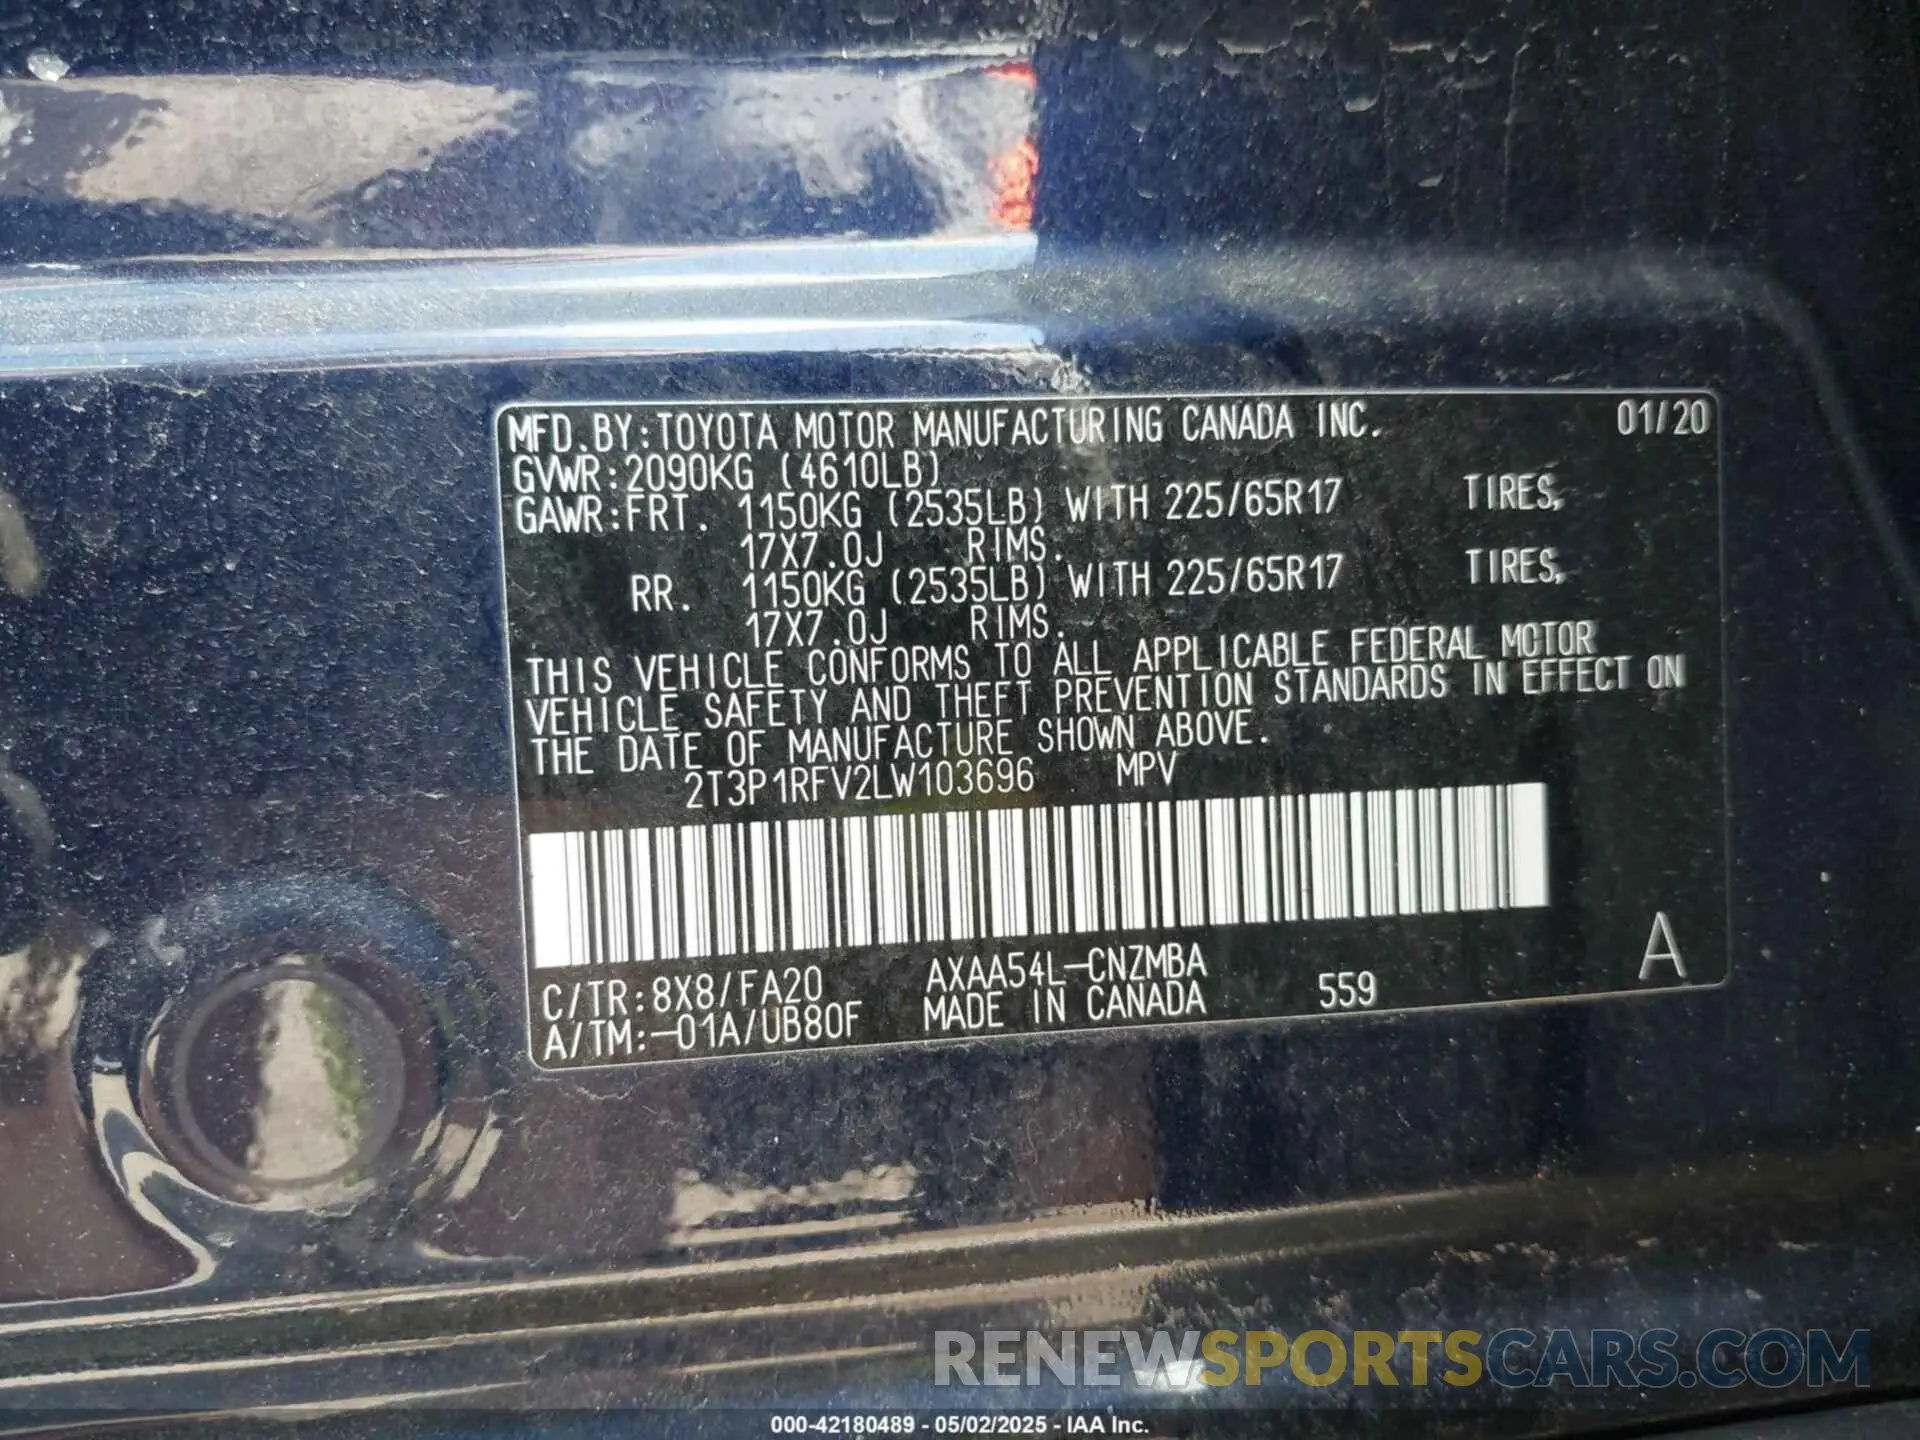 MFD.BY:TOYOTA MOTOR MANUFACTURING CANADA INC. 01/20
GVWR:2090KG (4610LB)
GAWR:FRT. 1150KG (2535LB) WITH 225/65R17 TIRES,
17X7.0J RIMS.
RR. 1150KG (2535LB) WITH 225/65R17 TIRES,
17X7.0J RIMS.
THIS VEHICLE CONFORMS TO ALL APPLICABLE FEDERAL MOTOR
VEHICLE SAFETY AND THEFT PREVENTION STANDARDS IN EFFECT ON
THE DATE OF MANUFACTURE SHOWN ABOVE.
2T3P1RFV2LW103696 MPV
C/TR:8X8/FA20 AXAA54L-CNZMBA
A/TM:-01A/UB80F MADE IN CANADA 559 A
RENEWSPORTSCARS.COM
000-42180489 - 05/02/2025 - IAA Inc.